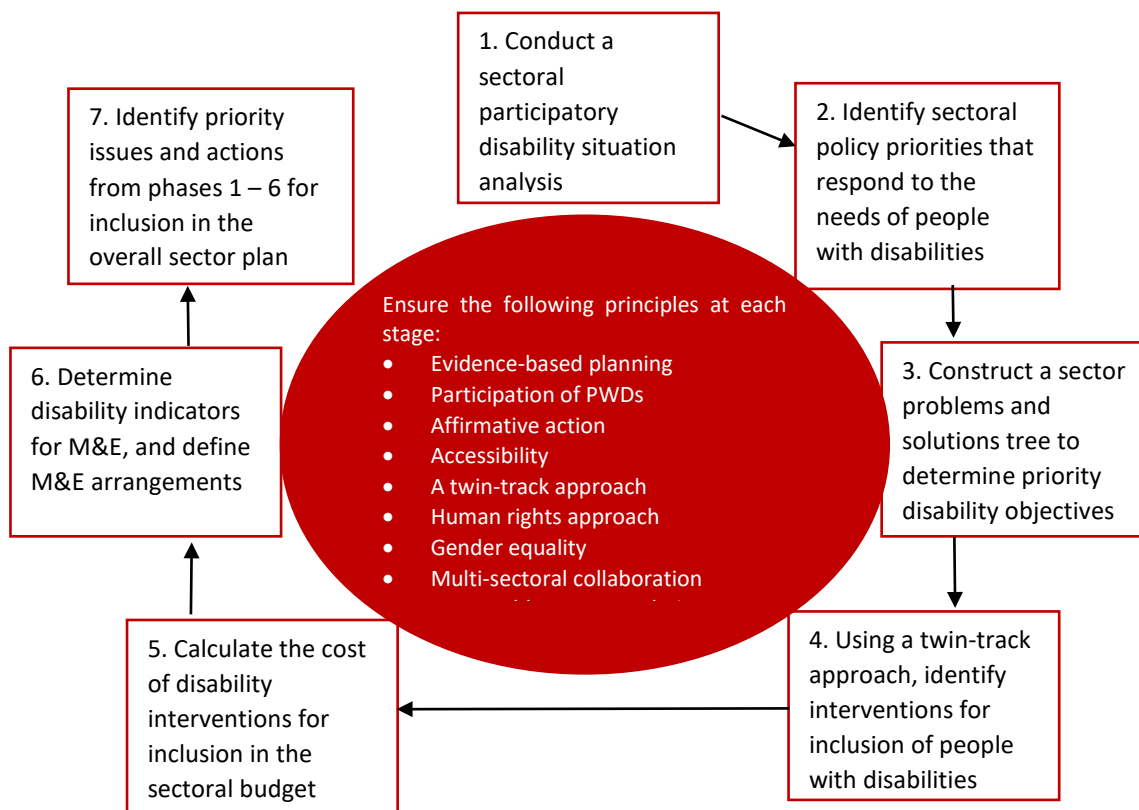 1. Conduct a
sectoral
participatory
disability situation
analysis
2. Identify sectoral
policy priorities that
respond to the
needs of people
with disabilities
3. Construct a sector
problems and
solutions tree to
determine priority
disability objectives
4. Using a twin-track
approach, identify
interventions for
inclusion of people
with disabilities
5. Calculate the cost
of disability
interventions for
inclusion in the
sectoral budget
6. Determine
disability indicators
for M&E, and define
M&E arrangements
7. Identify priority
issues and actions
from phases 1 – 6 for
inclusion in the
overall sector plan
Ensure the following principles at each
stage:
• Evidence-based planning
• Participation of PWDs
• Affirmative action
• Accessibility
• A twin-track approach
• Human rights approach
• Gender equality
• Multi-sectoral collaboration